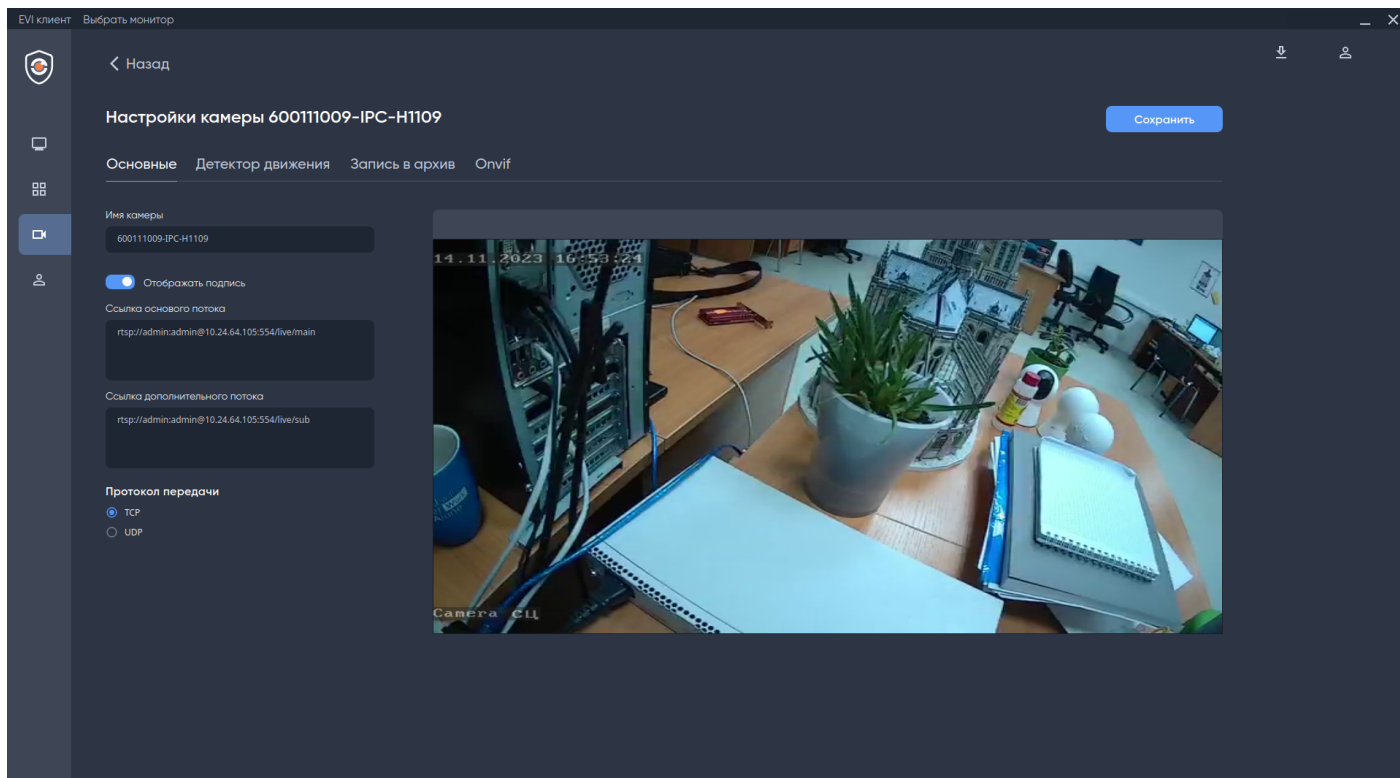 EVI клиент Выбрать монитор
Назад
Настройки камеры 600111009-IPC-H1109
Сохранить
Основные Детектор движения Запись в архив Onvif
Имя камеры
600111009-IPC-H1109
Отображать подпись
Ссылка основого потока
rtsp://admin:admin@10.24.64.105:554/live/main
Ссылка дополнительного потока
rtsp://admin:admin@10.24.64.105:554/live/sub
Протокол передачи
TCP
UDP
14.11.2023 16:53:24
Camera СЦ